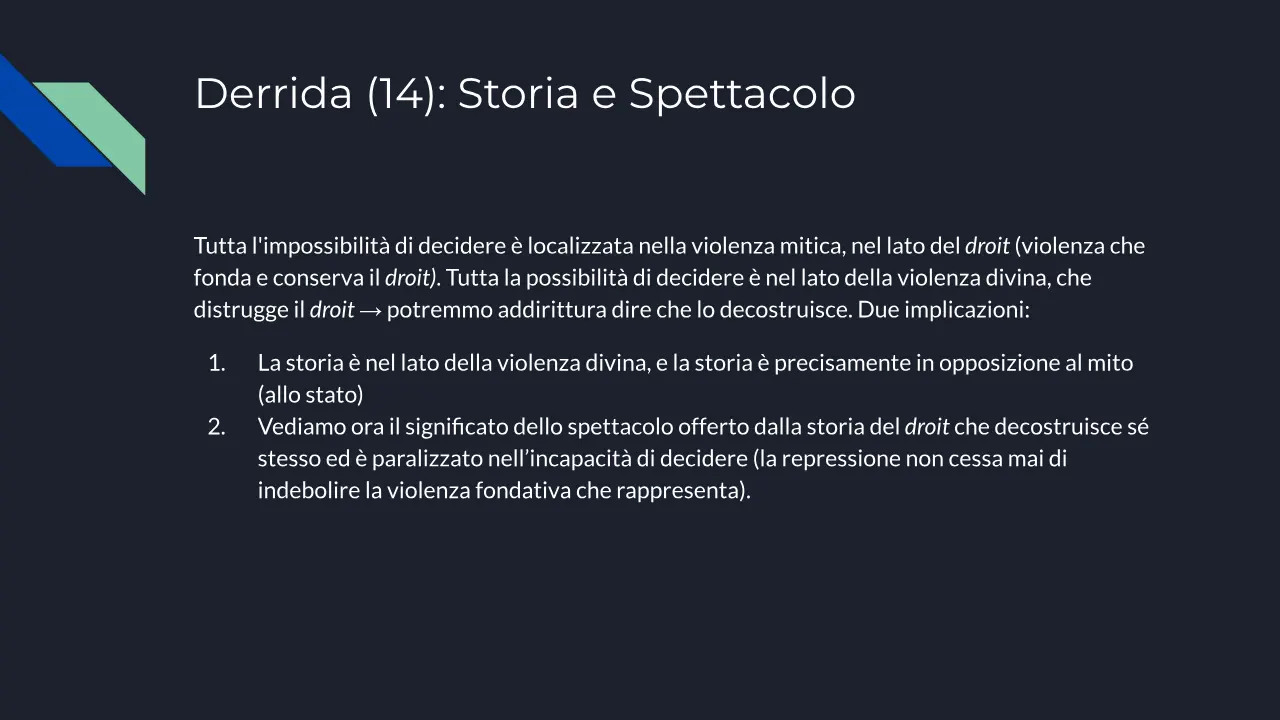 Derrida (14): Storia e Spettacolo
Tutta l'impossibilità di decidere è localizzata nella violenza mitica, nel lato del droit (violenza che
fonda e conserva il droit). Tutta la possibilità di decidere è nel lato della violenza divina, che
distrugge il droit → potremmo addirittura dire che lo decostruisce. Due implicazioni:
1. La storia è nel lato della violenza divina, e la storia è precisamente in opposizione al mito
(allo stato)
2. Vediamo ora il significato dello spettacolo offerto dalla storia del droit che decostruisce sé
stesso ed è paralizzato nell’incapacità di decidere (la repressione non cessa mai di
indebolire la violenza fondativa che rappresenta).